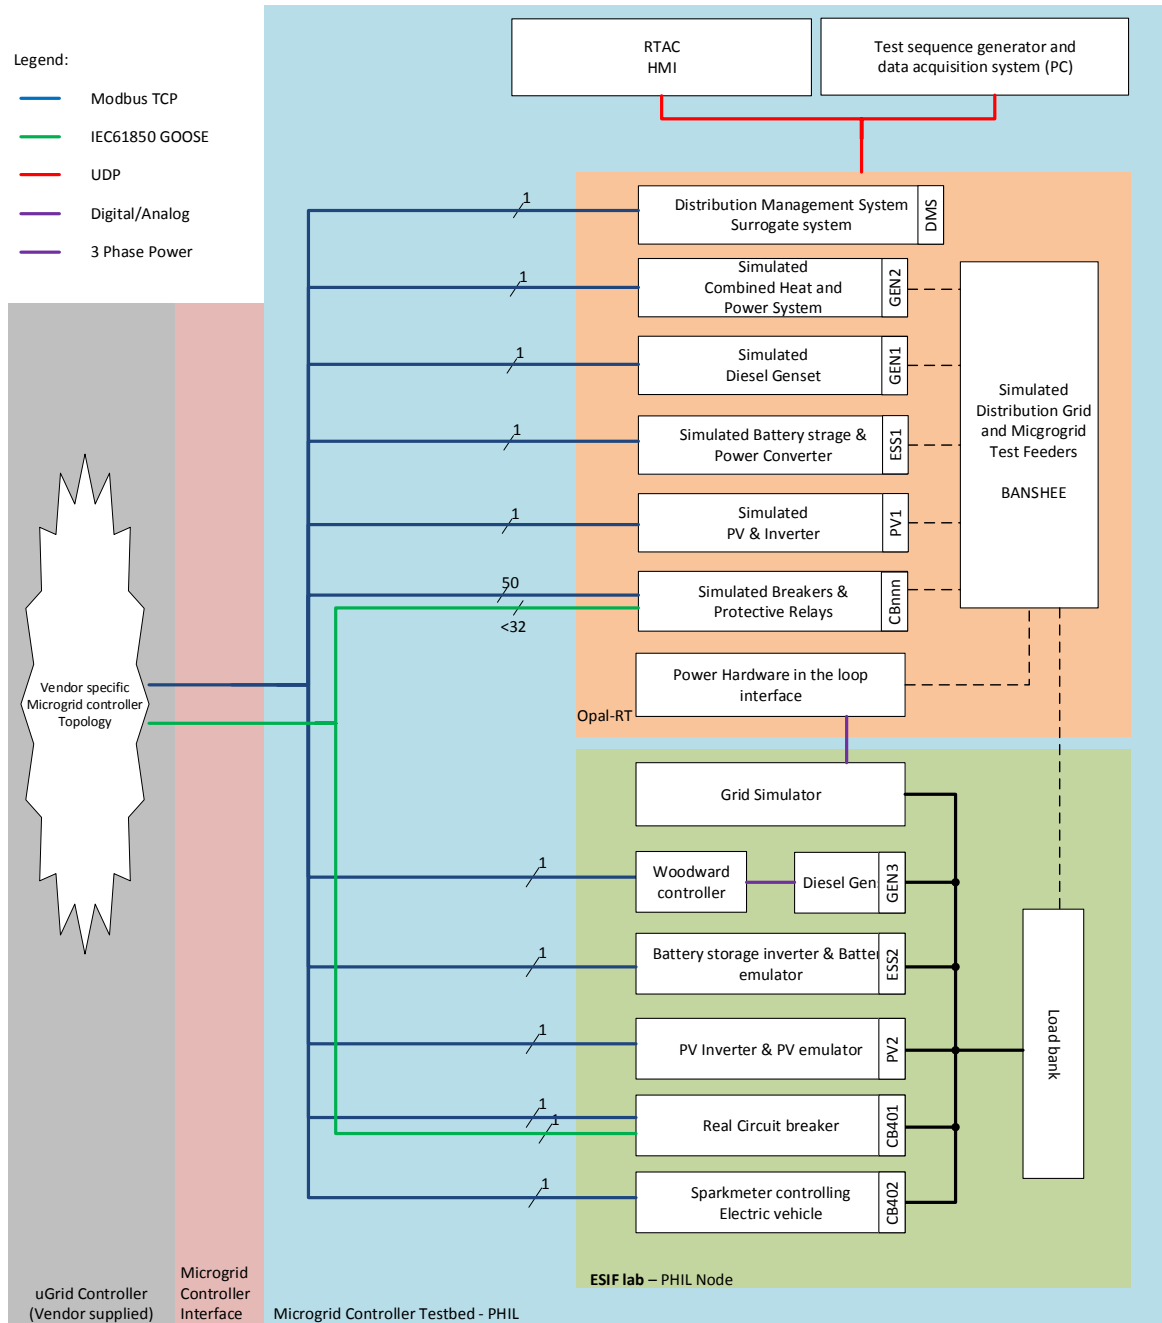 Legend:
Modbus TCP
IEC61850 GOOSE
UDP
Digital/Analog
3 Phase Power
RTAC
HMI
Test sequence generator and
data acquisition system (PC)
1
Distribution Management System
Surrogate system
DMS
1
Simulated
Combined Heat and
Power System
GEN2
1
Simulated
Diesel Genset
GEN1
1
Simulated Battery strage &
Power Converter
ESS1
1
Simulated
PV & Inverter
PV1
50
<32
Simulated Breakers &
Protective Relays
CBnnn
Simulated
Distribution Grid
and Micgrogrid
Test Feeders
BANSHEE
Power Hardware in the loop
interface
Opal-RT
Vendor specific
Microgrid controller
Topology
Grid Simulator
1
Woodward
controller
Diesel Gen
GEN3
1
Battery storage inverter & Batter
emulator
ESS2
1
PV Inverter & PV emulator
PV2
1
1
Real Circuit breaker
CB401
1
Sparkmeter controlling
Electric vehicle
CB402
Load bank
ESIF lab – PHIL Node
uGrid Controller
(Vendor supplied)
Microgrid
Controller
Interface
Microgrid Controller Testbed - PHIL